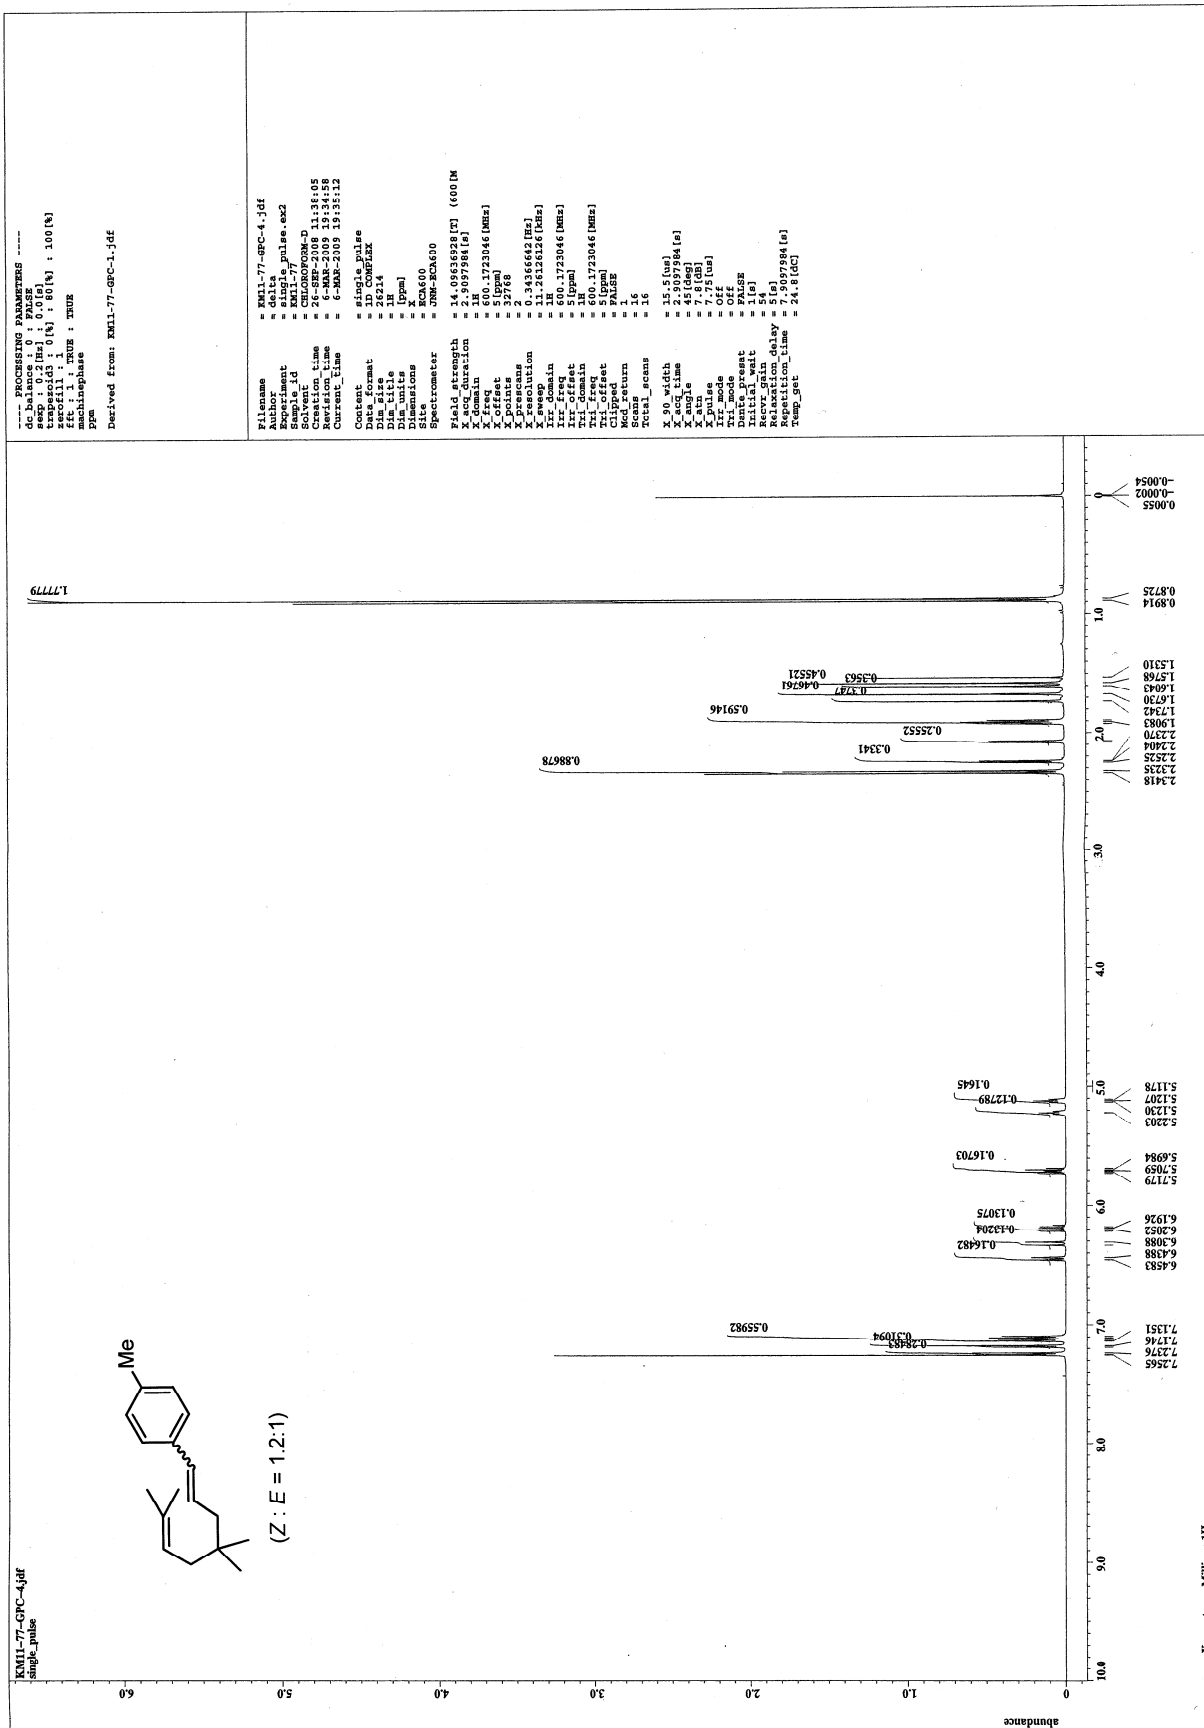 ---- PROCESSING PARAMETERS ----
dc_balance : 0 : FALSE
sexp : 0.2[Hz] : 0.0[s]
trapezoid3 : 0[%] : 80[%] : 100[%]
zerofill : 1
fft : 1 : TRUE : TRUE
machinephase
ppm
Derived from: KM11-77-GPC-1.jdf
Filename = KM11-77-GPC-4.jdf
Author = delta
Experiment = single_pulse.ex2
Sample_id = KM11-77
Solvent = CHLOROFORM-D
Creation_time = 26-SEP-2008 11:38:05
Revision_time = 6-MAR-2009 19:34:58
Current_time = 6-MAR-2009 19:35:12
Content = single_pulse
Data_format = 1D COMPLEX
Dim_size = 26214
Dim_title = 1H
Dim_units = [ppm]
Dimensions = X
Site = ECA600
Spectrometer = JNM-ECA600
Field_strength = 14.09636928[T] (600[M
X_acq_duration = 2.9097984[s]
X_domain = 1H
X_freq = 600.1723046[MHz]
X_offset = 5[ppm]
X_points = 32768
X_prescans = 2
X_resolution = 0.34366642[Hz]
X_sweep = 11.26126126[kHz]
Irr_domain = 1H
Irr_freq = 600.1723046[MHz]
Irr_offset = 5[ppm]
Tri_domain = 1H
Tri_freq = 600.1723046[MHz]
Tri_offset = 5[ppm]
Clipped = FALSE
Mod_return = 1
Scans = 16
Total_scans = 16
X_90_width = 15.5[us]
X_acq_time = 2.9097984[s]
X_angle = 45[deg]
X_atn = 7.8[dB]
X_pulse = 7.75[us]
Irr_mode = Off
Tri_mode = Off
Dante_presat = FALSE
Initial_wait = 1[s]
Recvr_gain = 54
Relaxation_delay = 5[s]
Repetition_time = 7.9097984[s]
Temp_get = 24.8[dC]
KM11-77-GPC-4.jdf
single_pulse
Me
(Z : E = 1.2:1)
abundance
0 1.0 2.0 3.0 4.0 5.0 6.0
10.0 9.0 8.0 7.0 6.0 5.0 4.0 3.0 2.0 1.0 0
0.28483
0.31094
0.55982
0.16482
0.13204
0.13075
0.16703
0.12789
0.1645
0.88678
0.3341
0.25552
0.59146
0.3747
0.46761
0.3563
0.45521
1.77779
7.2565
7.2376
7.1746
7.1351
6.4583
6.4388
6.3088
6.2052
6.1926
5.7179
5.7059
5.6984
5.2203
5.1230
5.1207
5.1178
2.3418
2.3235
2.2525
2.2404
2.2370
1.9083
1.7342
1.6730
1.6043
1.5768
1.5310
0.8914
0.8725
0.0055
-0.0002
-0.0054